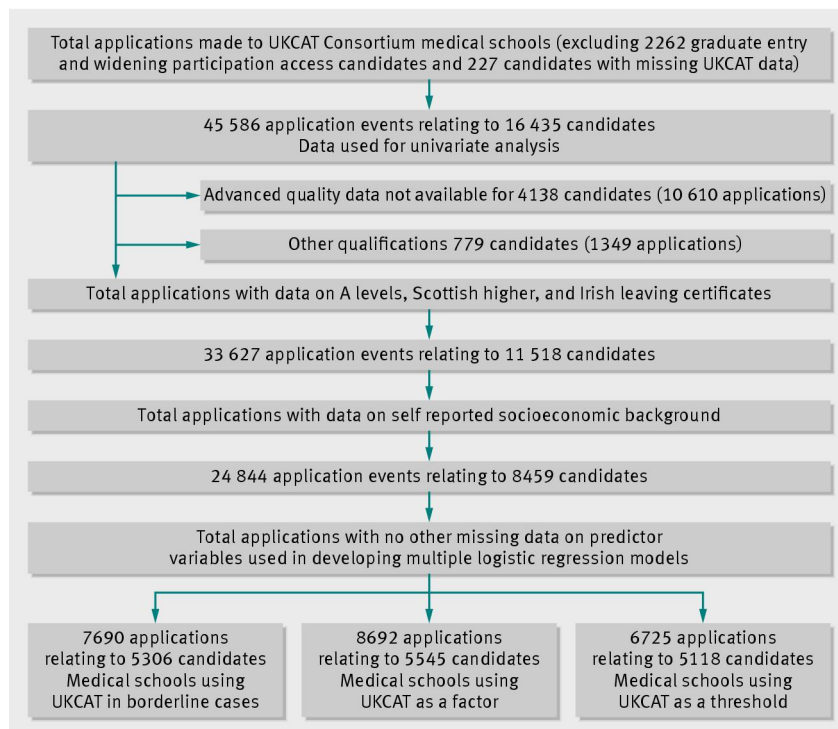 Total applications made to UKCAT Consortium medical schools (excluding 2262 graduate entry
and widening participation access candidates and 227 candidates with missing UKCAT data)
45 586 application events relating to 16 435 candidates
Data used for univariate analysis
Advanced quality data not available for 4138 candidates (10 610 applications)
Other qualifications 779 candidates (1349 applications)
Total applications with data on A levels, Scottish higher, and Irish leaving certificates
33 627 application events relating to 11 518 candidates
Total applications with data on self reported socioeconomic background
24 844 application events relating to 8459 candidates
Total applications with no other missing data on predictor
variables used in developing multiple logistic regression models
7690 applications
relating to 5306 candidates
Medical schools using
UKCAT in borderline cases
8692 applications
relating to 5545 candidates
Medical schools using
UKCAT as a factor
6725 applications
relating to 5118 candidates
Medical schools using
UKCAT as a threshold